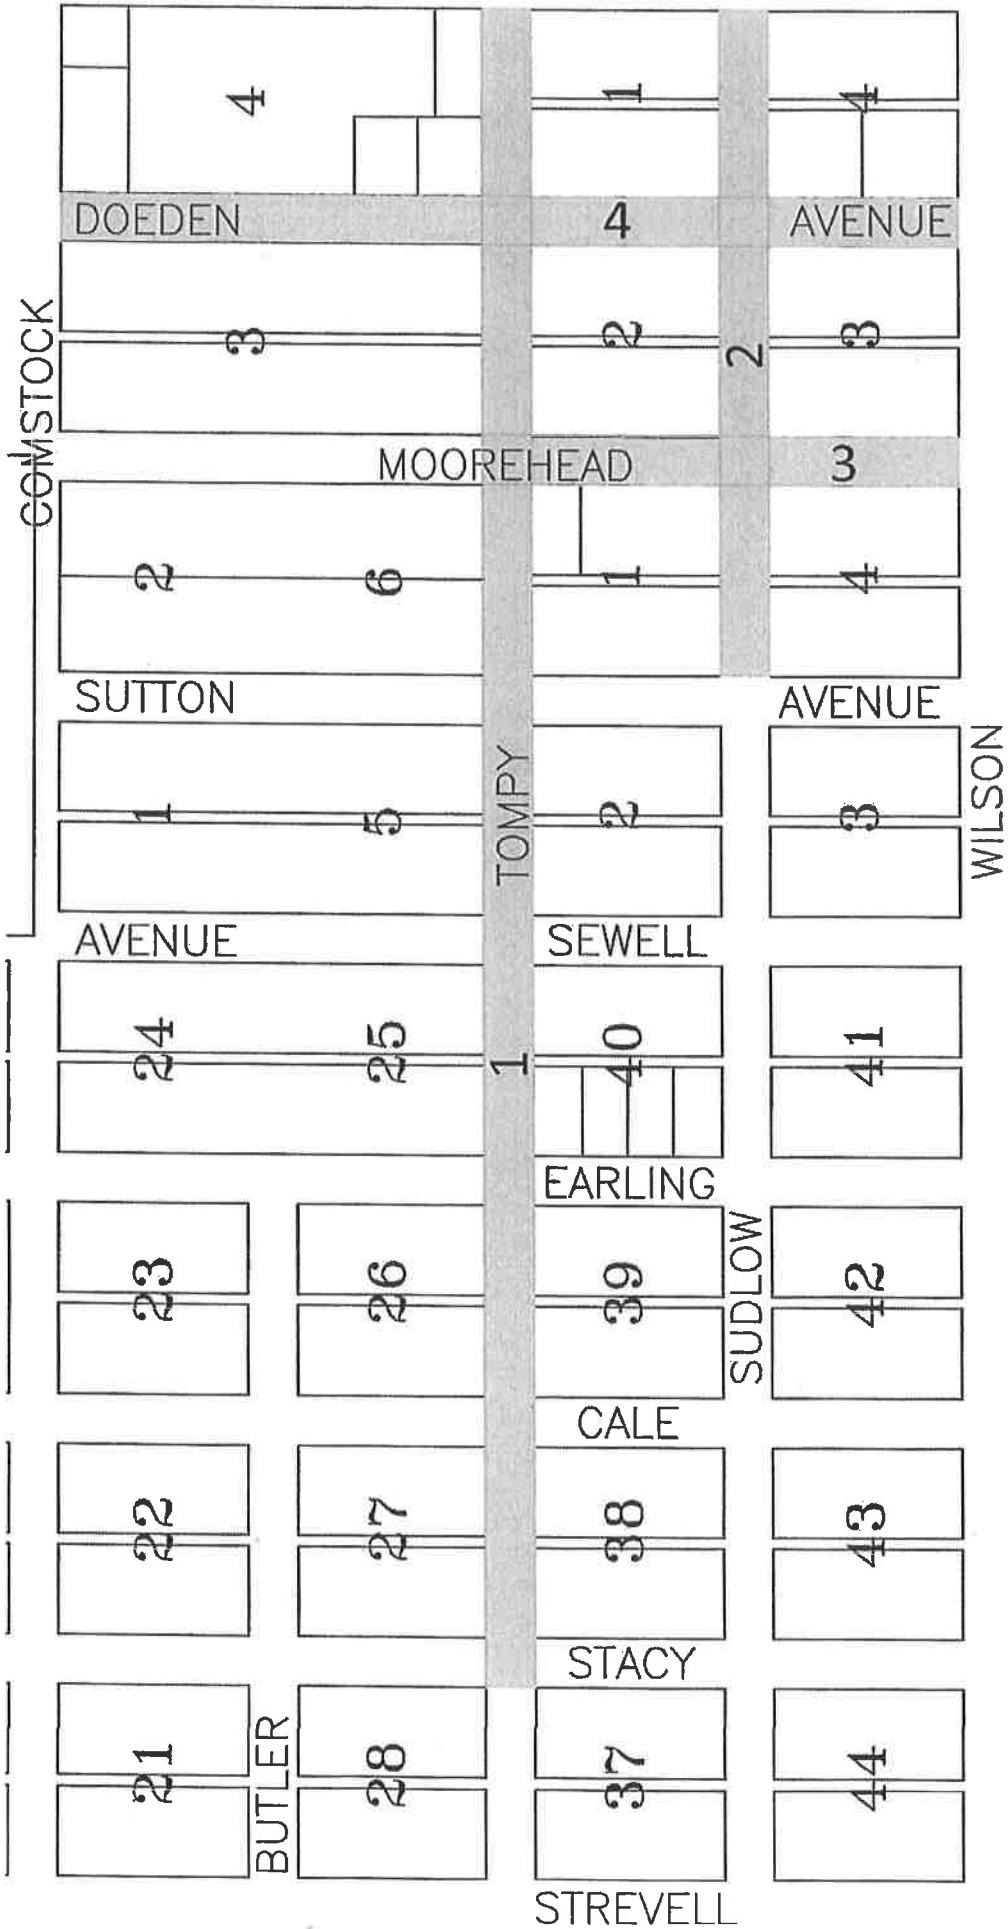 4
1
4
DOEDEN
4
AVENUE
COMSTOCK
3
2
2
3
MOOREHEAD
3
2
6
1
4
SUTTON
AVENUE
1
5
TOMPY
2
3
WILSON
AVENUE
SEWELL
24
25
1
40
41
EARLING
23
26
39
SUDLOW
42
CALE
22
27
38
43
STACY
21
BUTLER
28
37
44
STREVELL